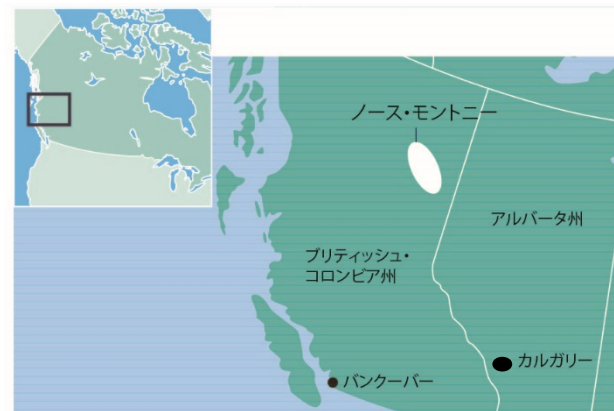 ノース・モントニー
アルバータ州
ブリティッシュ・
コロンビア州
カルガリー
バンクーバー